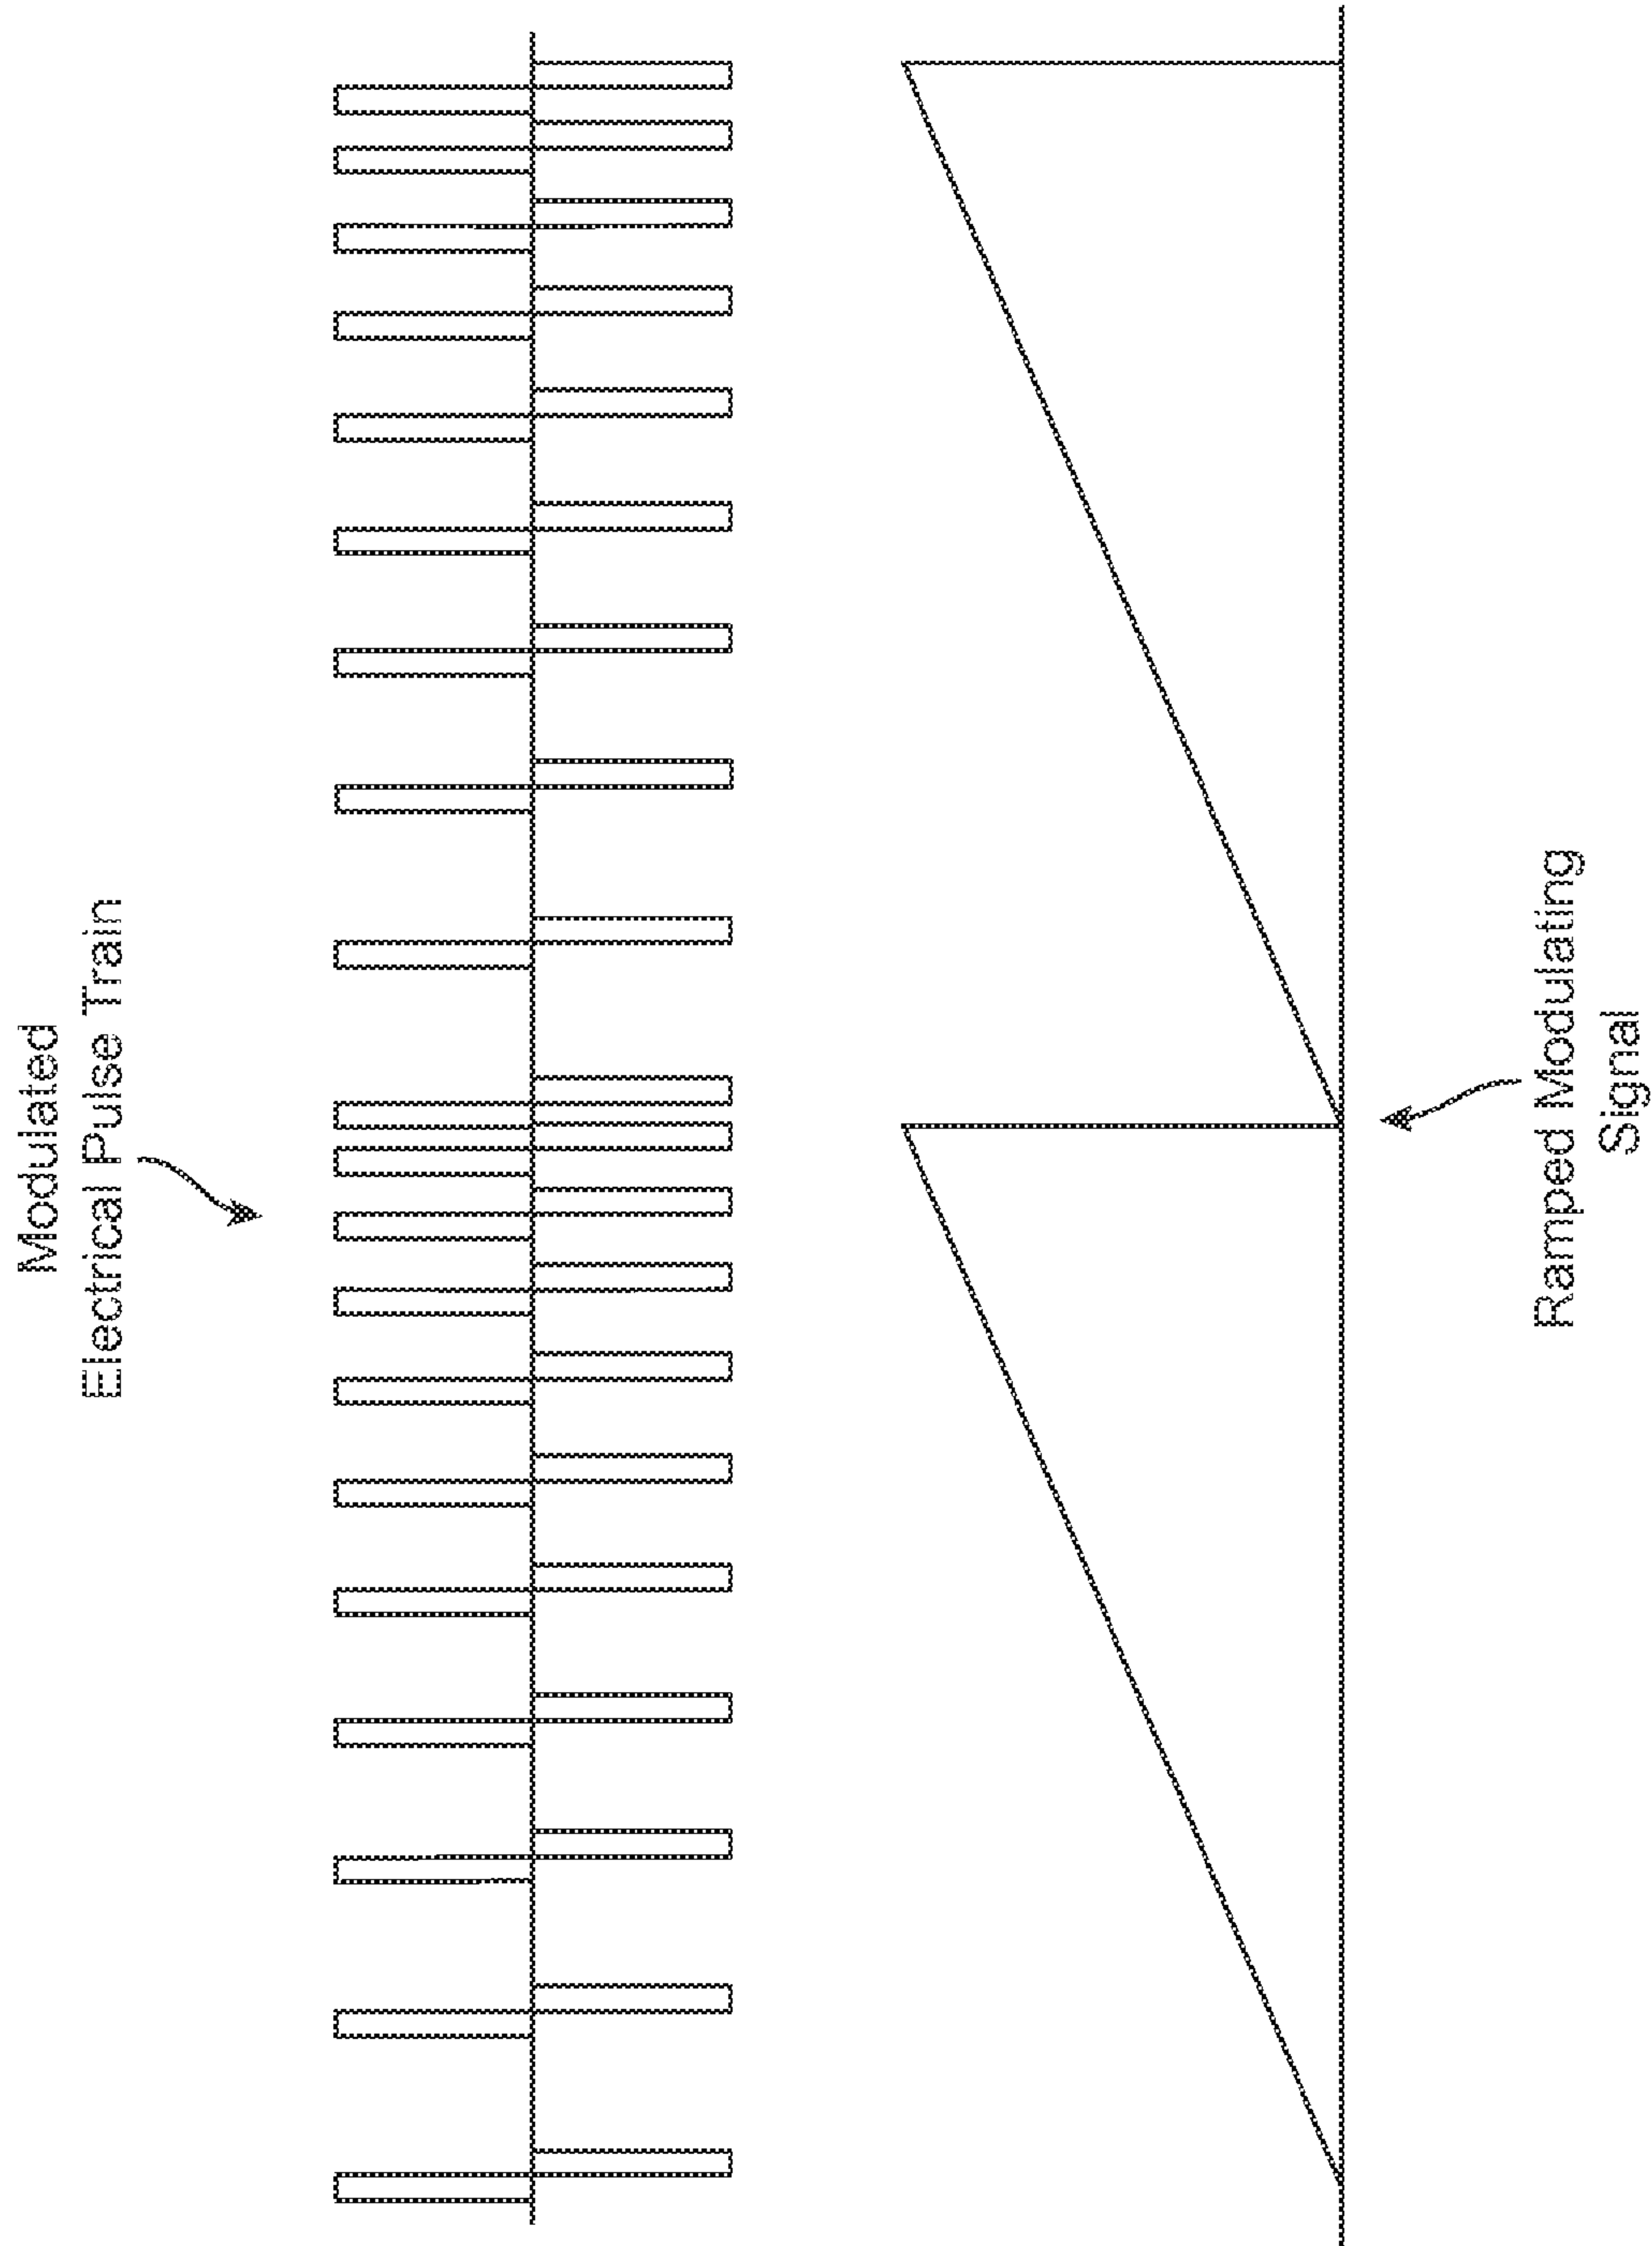 Modulated
Electrical Pulse Train
Ramped Modulating
Signal